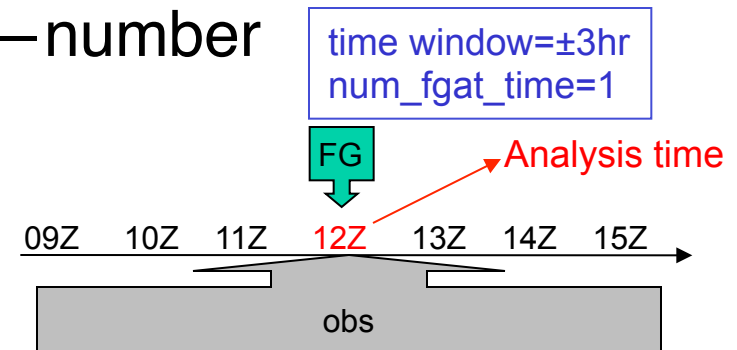 –number
time window=±3hr
num_fgat_time=1
FG
Analysis time
09Z 10Z 11Z 12Z 13Z 14Z 15Z
obs